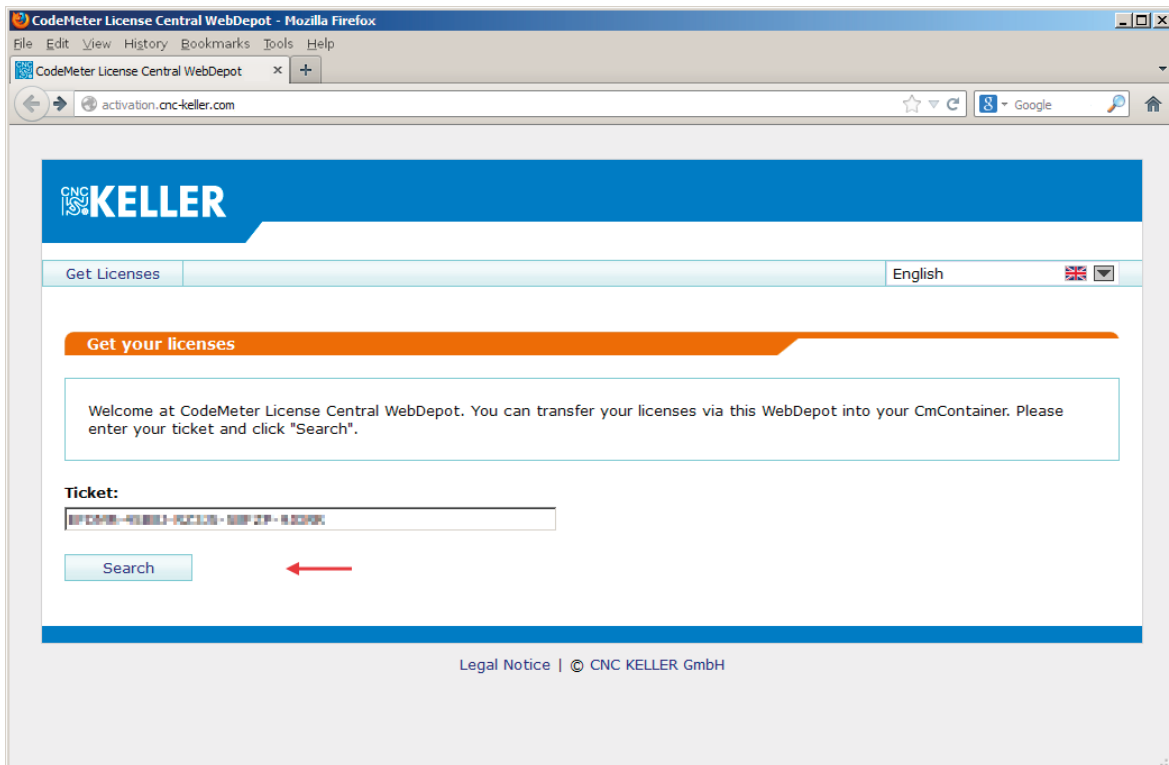 CodeMeter License Central WebDepot - Mozilla Firefox
File Edit View History Bookmarks Tools Help
CodeMeter License Central WebDepot
activation.cnc-keller.com
8 Google
CNC KELLER
Get Licenses
English
Get your licenses
Welcome at CodeMeter License Central WebDepot. You can transfer your licenses via this WebDepot into your CmContainer. Please
enter your ticket and click "Search".
Ticket:
Search
Legal Notice | © CNC KELLER GmbH